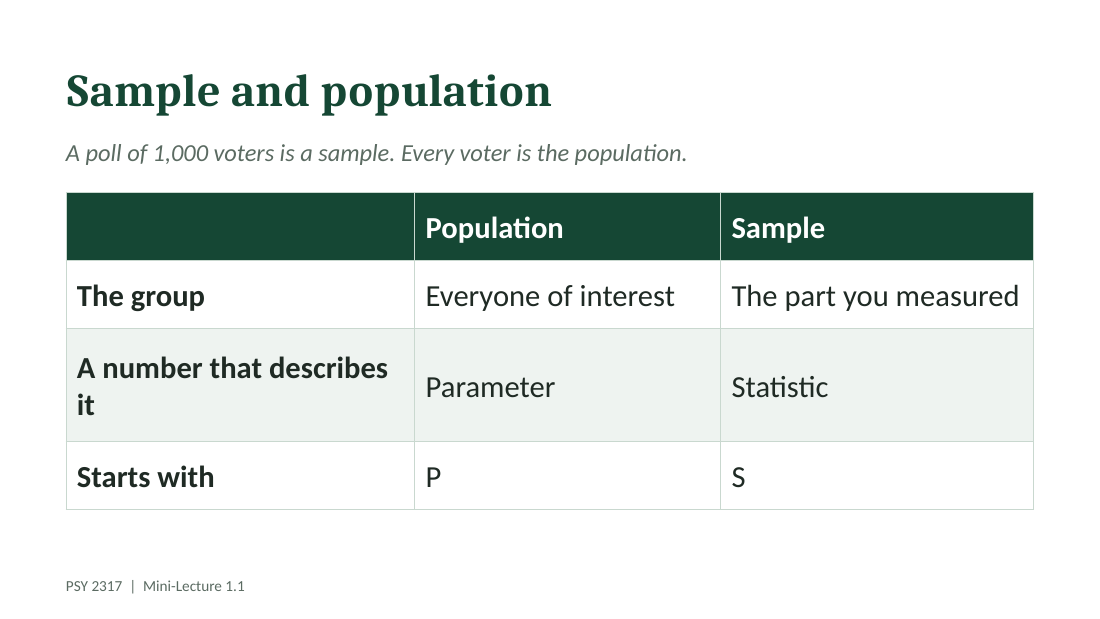 Sample and population
A poll of 1,000 voters is a sample. Every voter is the population.
Population Sample
The group Everyone of interest The part you measured
A number that describes
it Parameter Statistic
Starts with P S
PSY 2317 | Mini-Lecture 1.1